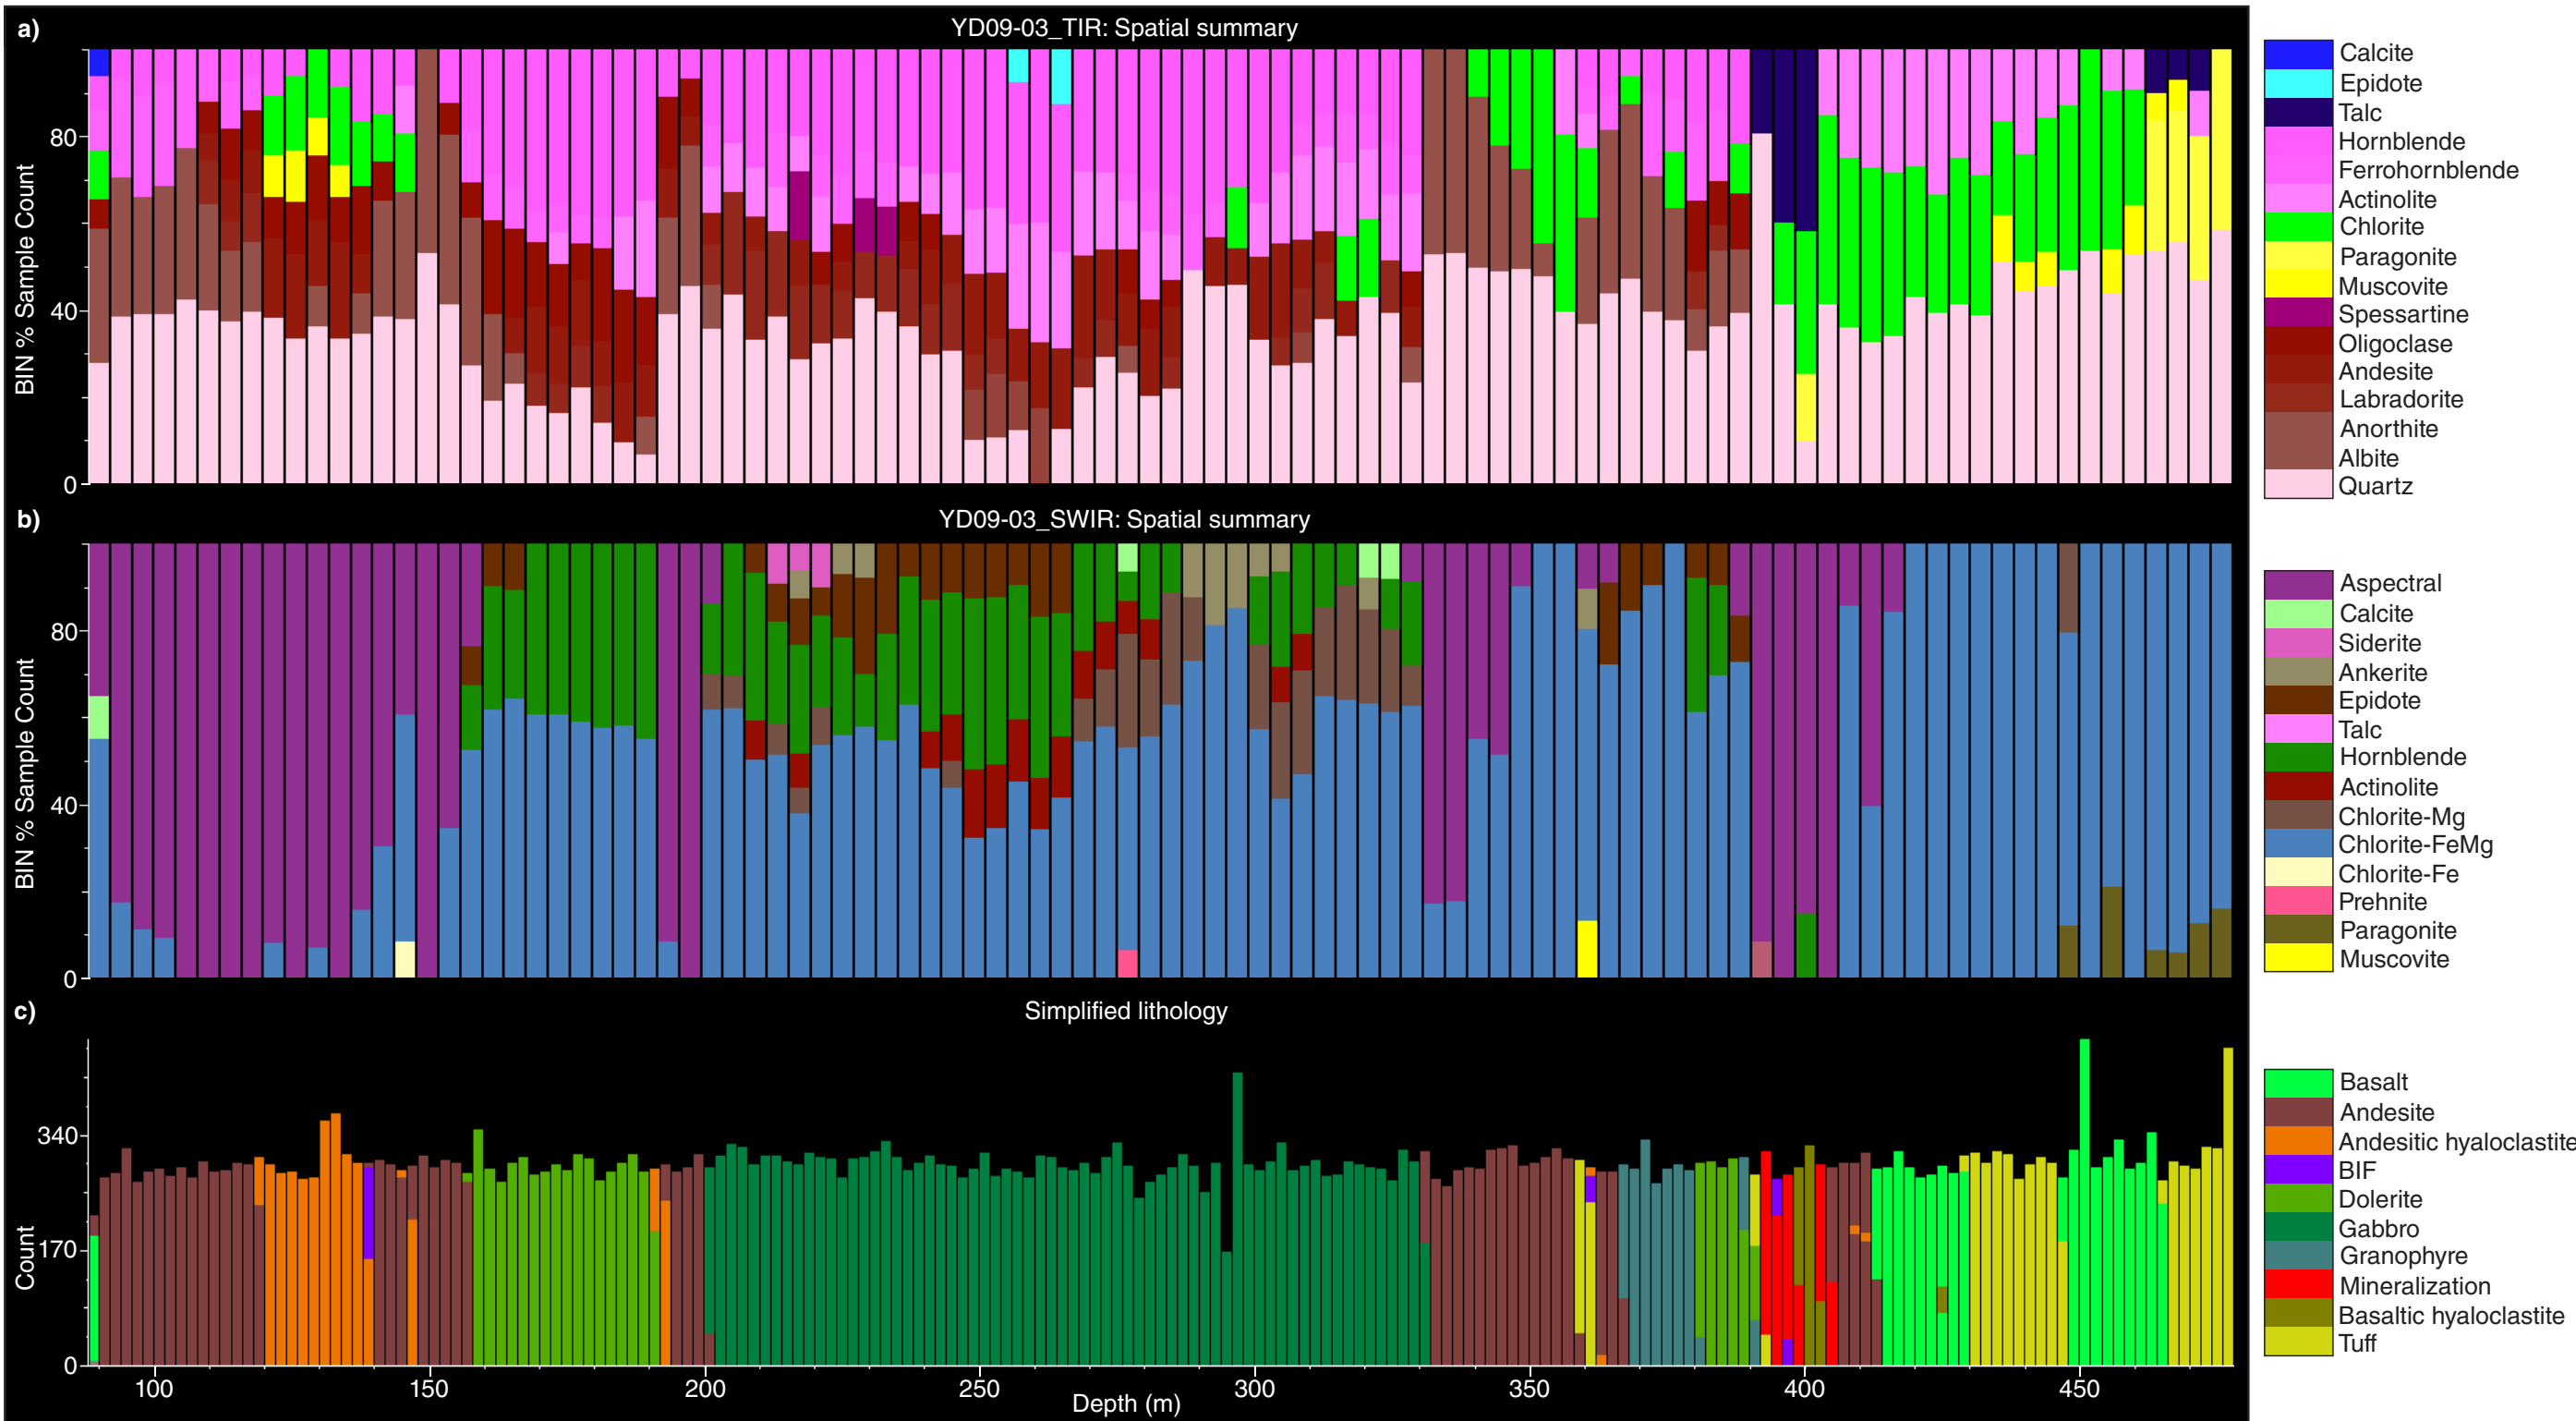 a)
YD09-03_TIR: Spatial summary
BIN % Sample Count
80
40
0
Calcite
Epidote
Talc
Hornblende
Ferrohornblende
Actinolite
Chlorite
Paragonite
Muscovite
Spessartine
Oligoclase
Andesite
Labradorite
Anorthite
Albite
Quartz
b)
YD09-03_SWIR: Spatial summary
BIN % Sample Count
80
40
0
Aspectral
Calcite
Siderite
Ankerite
Epidote
Talc
Hornblende
Actinolite
Chlorite-Mg
Chlorite-FeMg
Chlorite-Fe
Prehnite
Paragonite
Muscovite
c)
Simplified lithology
Count
340
170
0
100 150 200 250 300 350 400 450
Depth (m)
Basalt
Andesite
Andesitic hyaloclastite
BIF
Dolerite
Gabbro
Granophyre
Mineralization
Basaltic hyaloclastite
Tuff